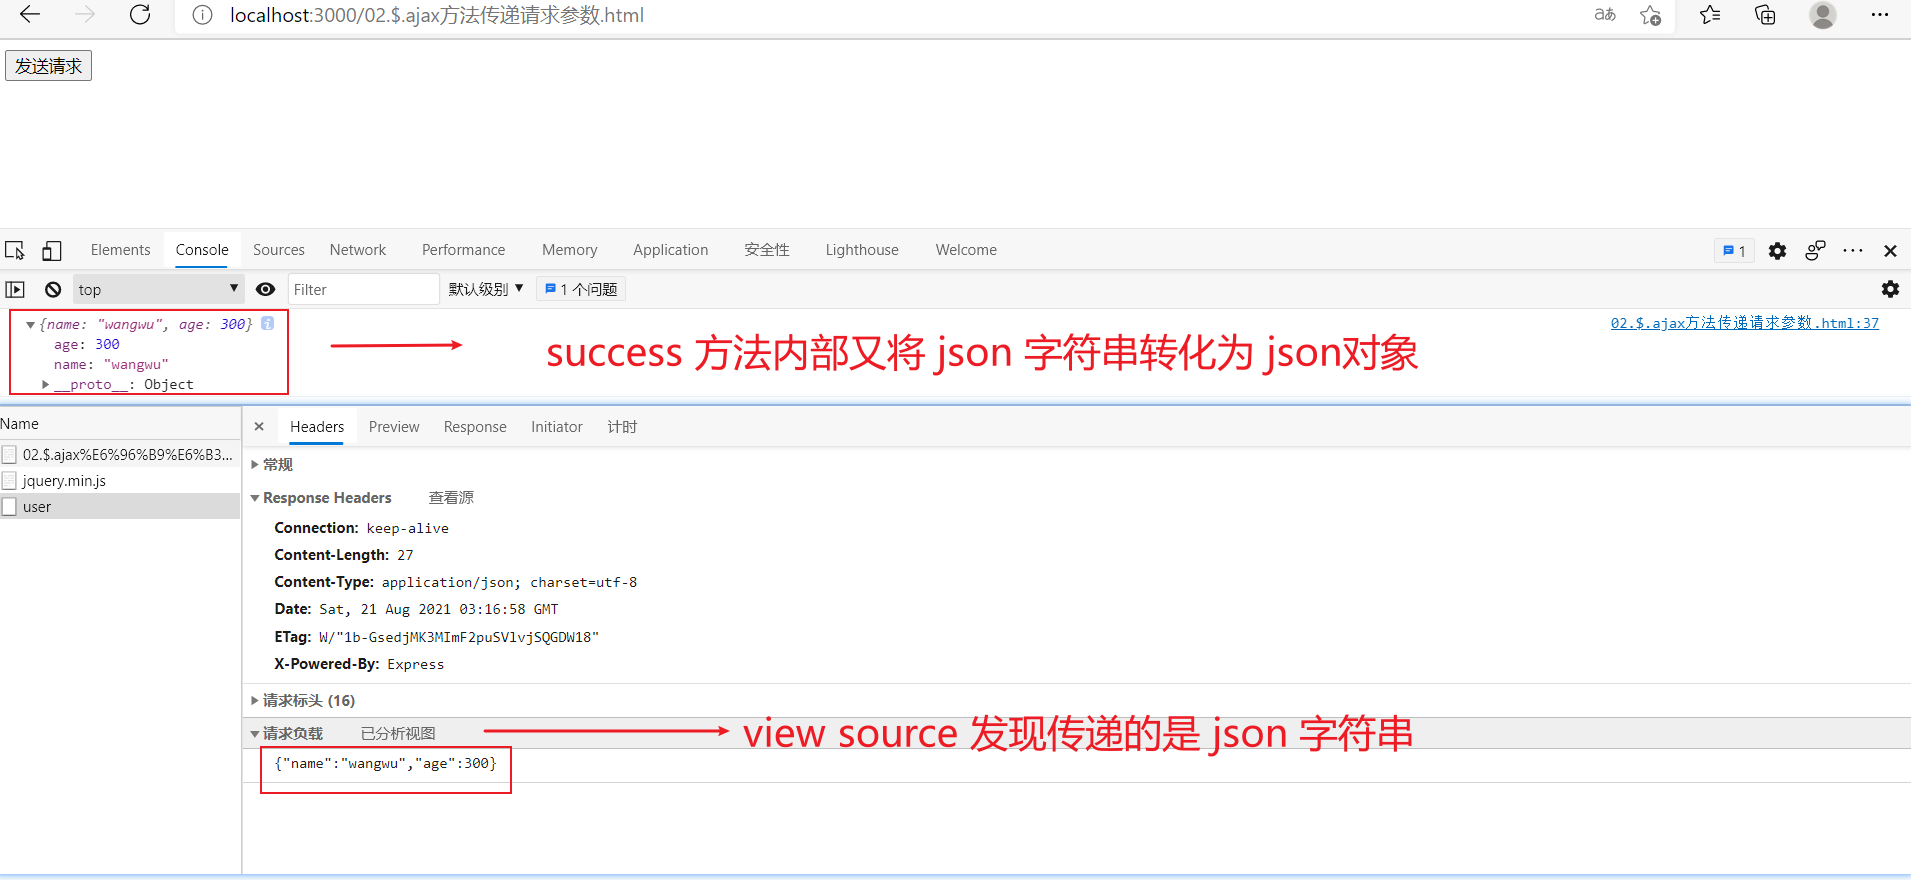 localhost:3000/02.$.ajax方法传递请求参数.html
aあ
发送请求
Elements Console Sources Network Performance Memory Application 安全性 Lighthouse Welcome 1
top Filter 默认级别 1 个问题
{name: "wangwu", age: 300} 02.$.ajax方法传递请求参数.html:37
age: 300
name: "wangwu"
__proto__: Object
success 方法内部又将 json 字符串转化为 json对象
Name
02.$.ajax%E6%96%B9%E6%B3...
jquery.min.js
user
Headers Preview Response Initiator 计时
常规
Response Headers 查看源
Connection: keep-alive
Content-Length: 27
Content-Type: application/json; charset=utf-8
Date: Sat, 21 Aug 2021 03:16:58 GMT
ETag: W/"1b-GsedjMK3MImF2puSVlvjSQGDW18"
X-Powered-By: Express
请求标头 (16)
请求负载 已分析视图
view source 发现传递的是 json 字符串
{"name":"wangwu","age":300}